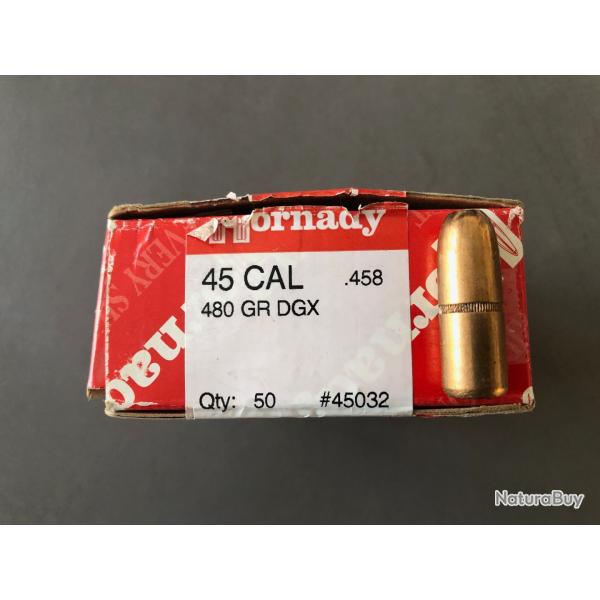 Hornady
45 CAL .458
480 GR DGX
Qty: 50 #45032
NaturaBuy